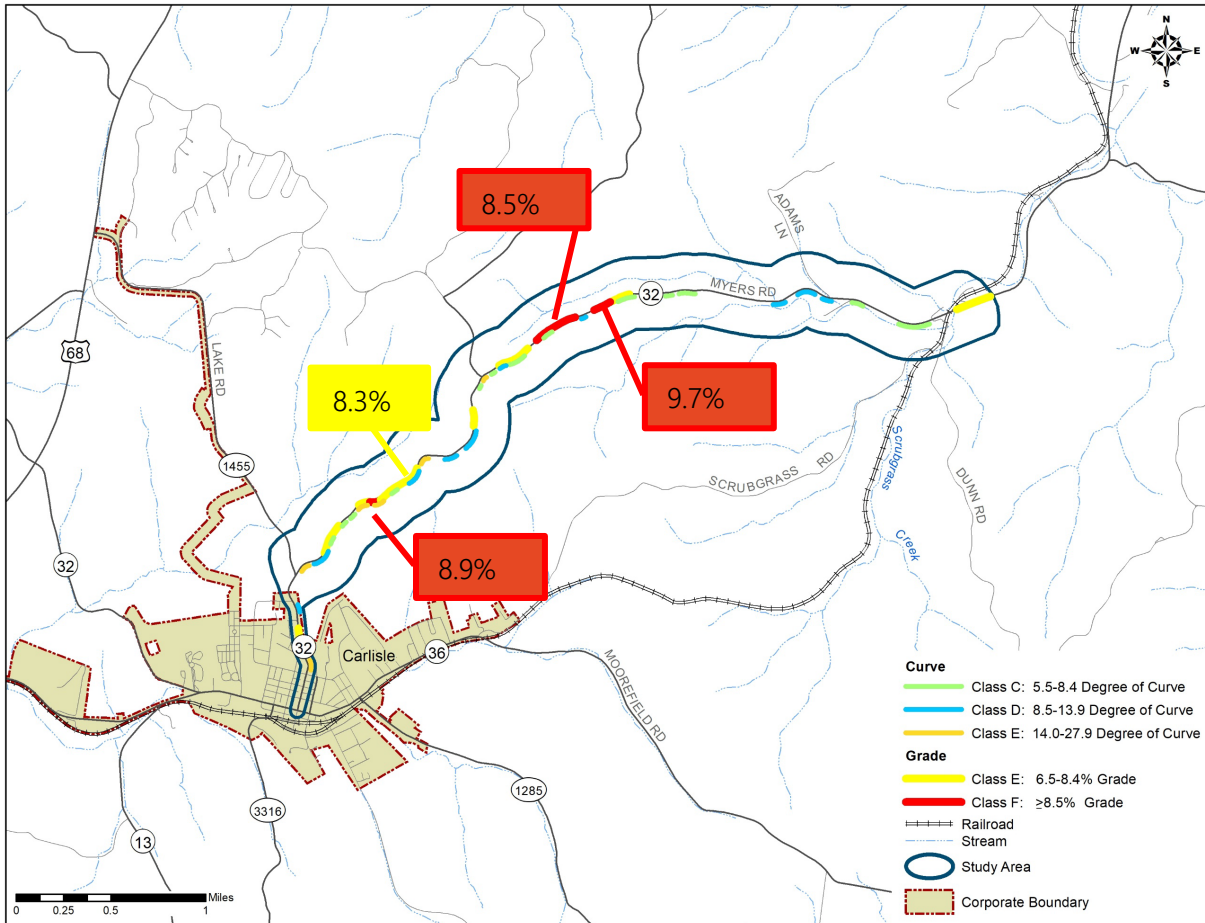 N
W E
S
8.5%
ADAMS
LN
MYERS RD
32
68
LAKE RD
8.3%
9.7%
1455
SCRUBGRASS RD
Scrubgrass
Creek
DUNN RD
32
8.9%
32
Carlisle
36
MOOREFIELD RD
1285
3316
13
Curve
Class C: 5.5-8.4 Degree of Curve
Class D: 8.5-13.9 Degree of Curve
Class E: 14.0-27.9 Degree of Curve
Grade
Class E: 6.5-8.4% Grade
Class F: ≥8.5% Grade
Railroad
Stream
Study Area
Corporate Boundary
Miles
0 0.25 0.5 1